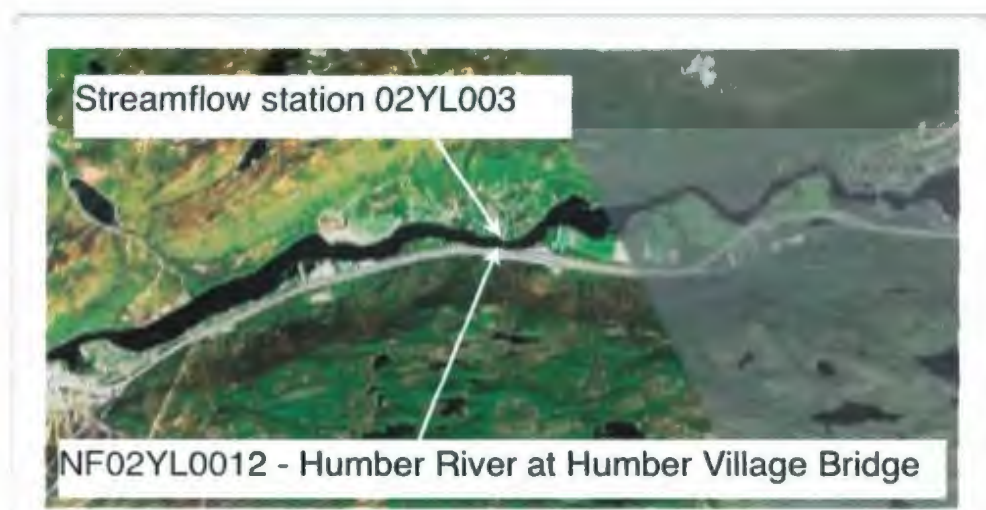 Streamflow station 02YL003
NF02YL0012 - Humber River at Humber Village Bridge